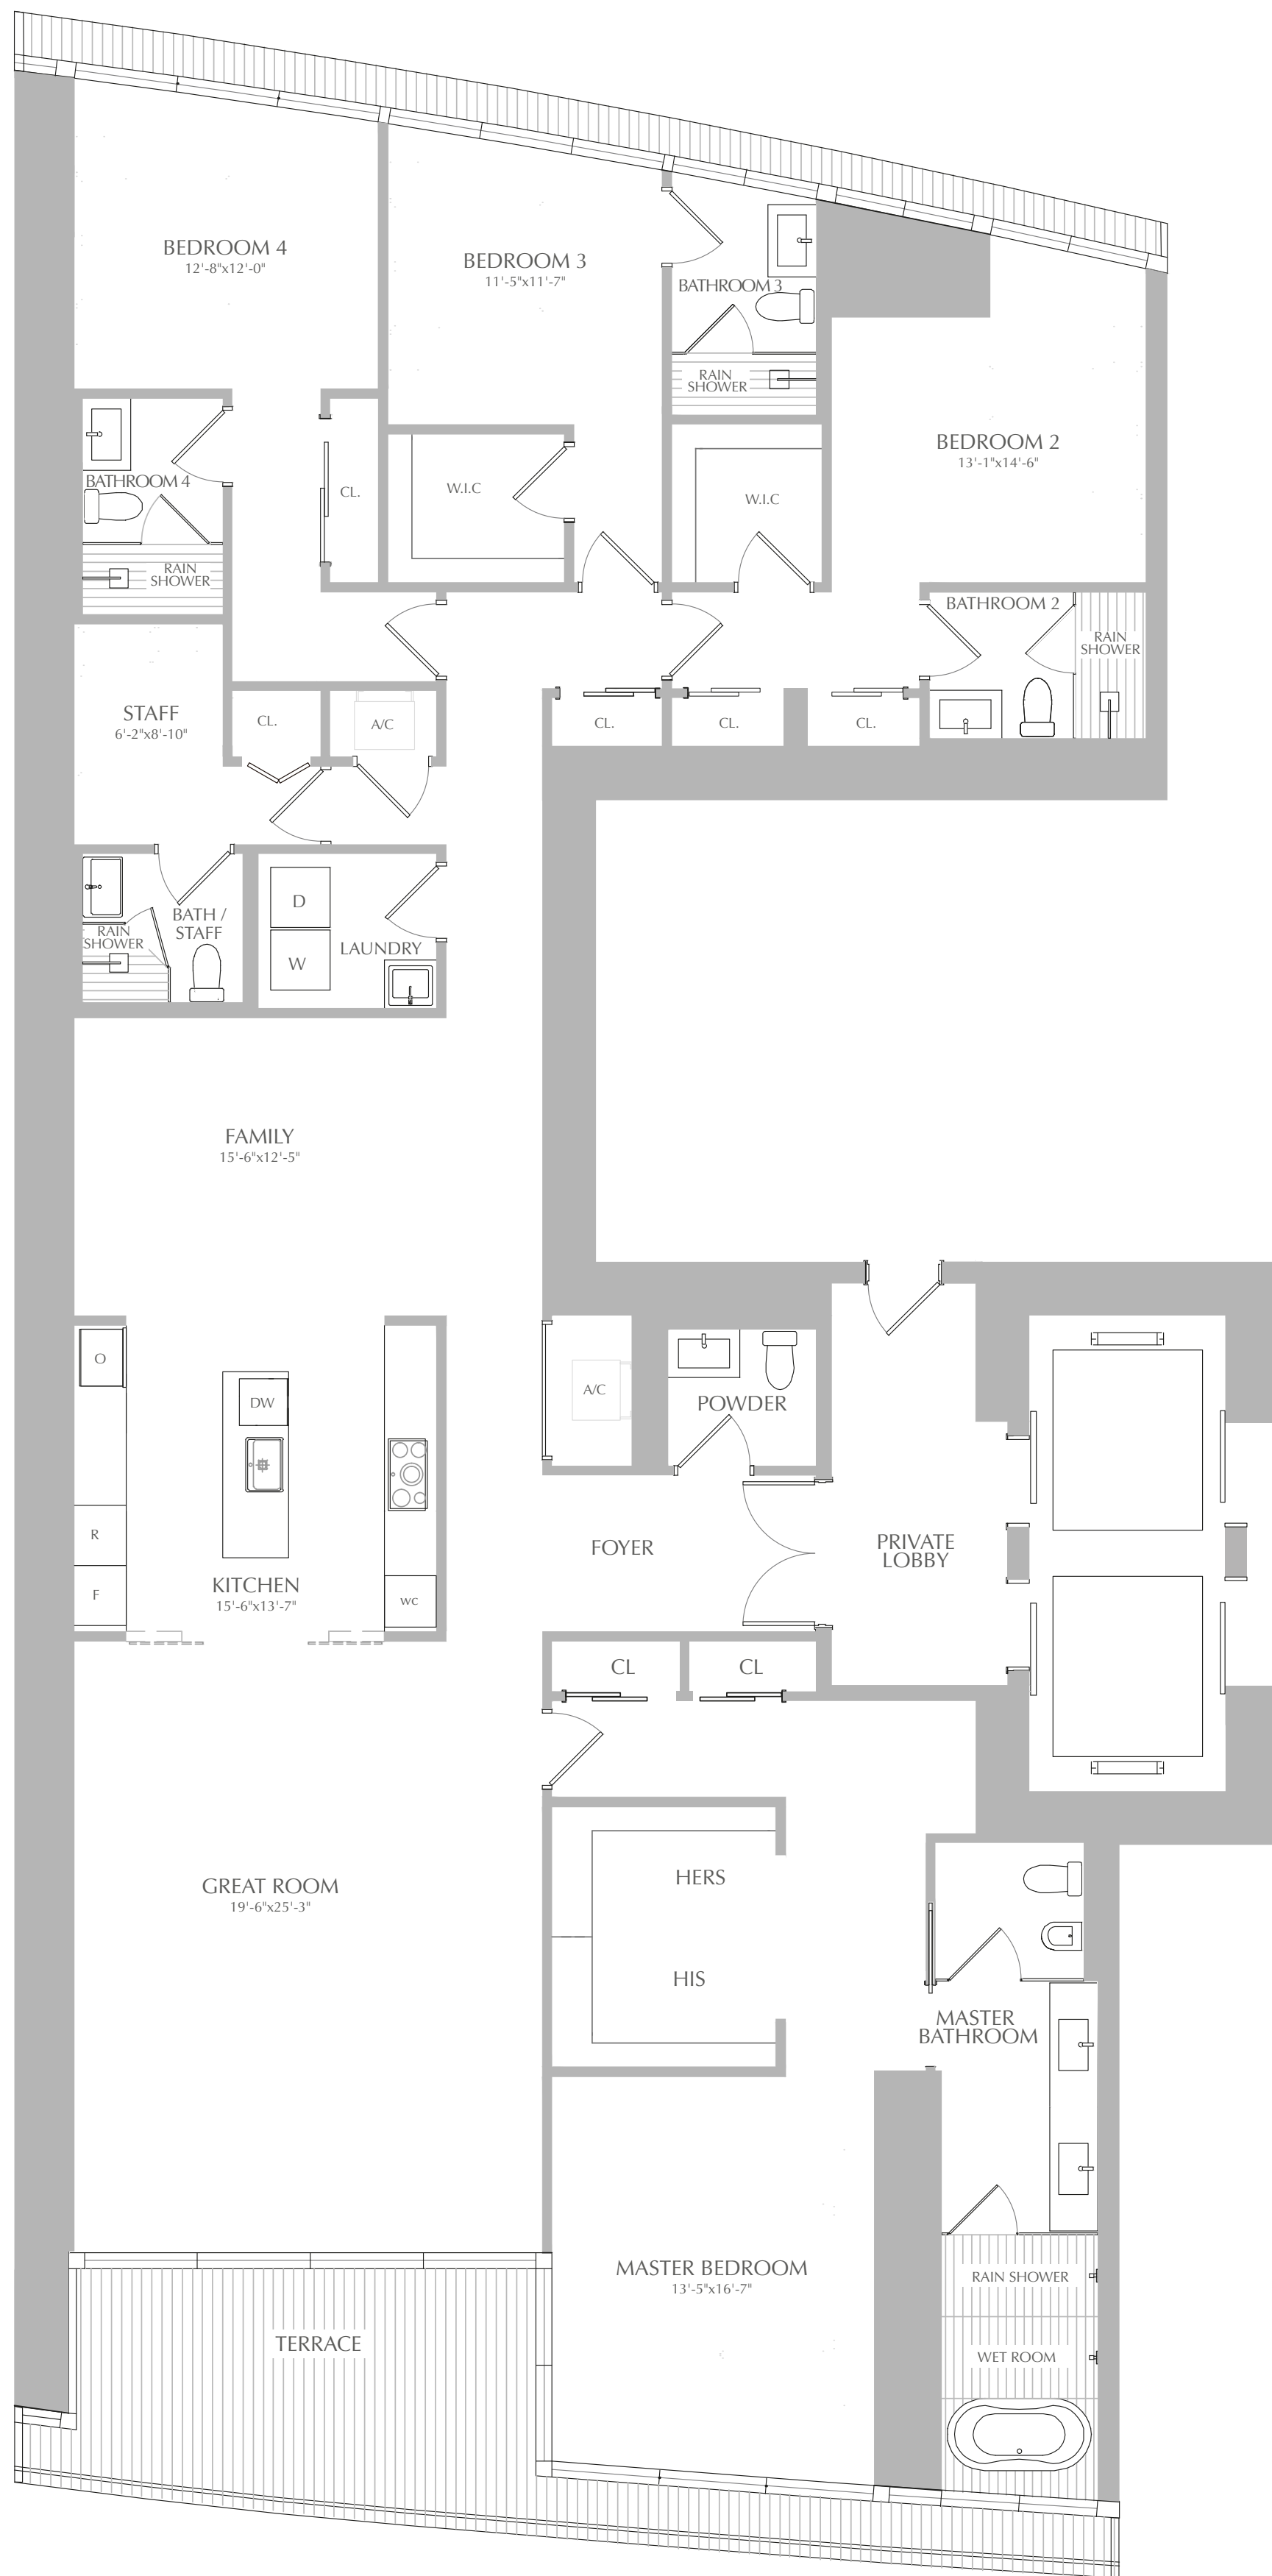 BEDROOM 4
12'-8"x12'-0"
BEDROOM 3
11'-5"x11'-7"
BATHROOM 3
RAIN
SHOWER
BEDROOM 2
13'-1"x14'-6"
BATHROOM 4
CL.
W.I.C
W.I.C
RAIN
SHOWER
BATHROOM 2
RAIN
SHOWER
STAFF
6'-2"x8'-10"
CL.
A/C
CL.
CL.
CL.
D
W
LAUNDRY
BATH /
STAFF
RAIN
SHOWER
FAMILY
15'-6"x12'-5"
O
DW
A/C
POWDER
R
F
KITCHEN
15'-6"x13'-7"
WC
FOYER
PRIVATE
LOBBY
CL
CL
GREAT ROOM
19'-6"x25'-3"
HERS
HIS
MASTER
BATHROOM
MASTER BEDROOM
13'-5"x16'-7"
RAIN SHOWER
WET ROOM
TERRACE